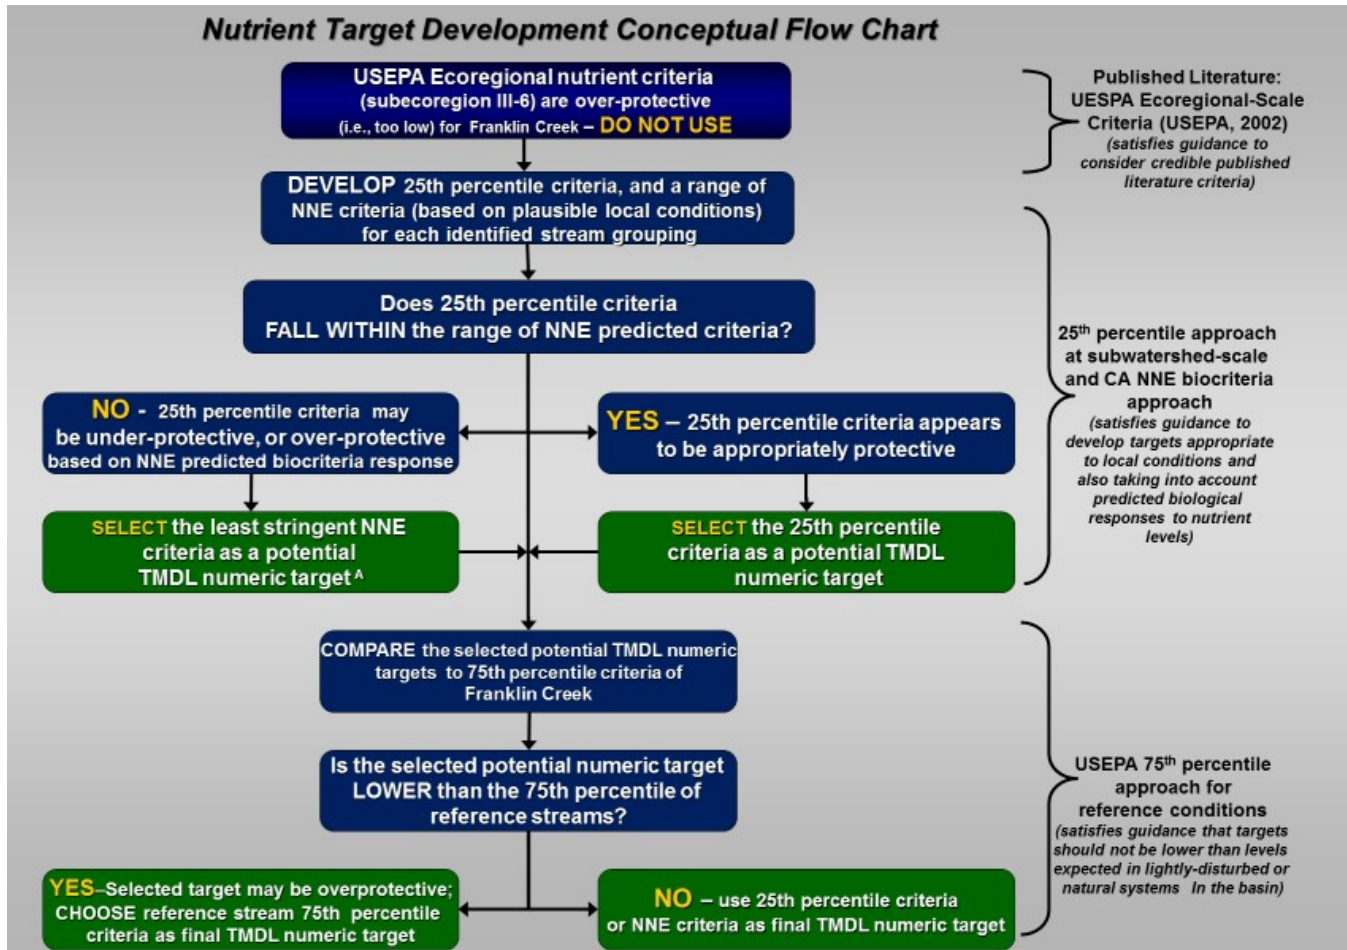 Nutrient Target Development Conceptual Flow Chart
USEPA Ecoregional nutrient criteria
(subecoregion III-6) are over-protective
(i.e., too low) for Franklin Creek – DO NOT USE
Published Literature:
UESPA Ecoregional-Scale
Criteria (USEPA, 2002)
(satisfies guidance to
consider credible published
literature criteria)
DEVELOP 25th percentile criteria, and a range of
NNE criteria (based on plausible local conditions)
for each identified stream grouping
Does 25th percentile criteria
FALL WITHIN the range of NNE predicted criteria?
NO - 25th percentile criteria may
be under-protective, or over-protective
based on NNE predicted biocriteria response
YES – 25th percentile criteria appears
to be appropriately protective
SELECT the least stringent NNE
criteria as a potential
TMDL numeric target A
SELECT the 25th percentile
criteria as a potential TMDL
numeric target
25th percentile approach
at subwatershed-scale
and CA NNE biocriteria
approach
(satisfies guidance to
develop targets appropriate
to local conditions and
also taking into account
predicted biological
responses to nutrient
levels)
COMPARE the selected potential TMDL numeric
targets to 75th percentile criteria of
Franklin Creek
Is the selected potential numeric target
LOWER than the 75th percentile of
reference streams?
YES–Selected target may be overprotective;
CHOOSE reference stream 75th percentile
criteria as final TMDL numeric target
NO – use 25th percentile criteria
or NNE criteria as final TMDL numeric target
USEPA 75th percentile
approach for
reference conditions
(satisfies guidance that targets
should not be lower than levels
expected in lightly-disturbed or
natural systems In the basin)